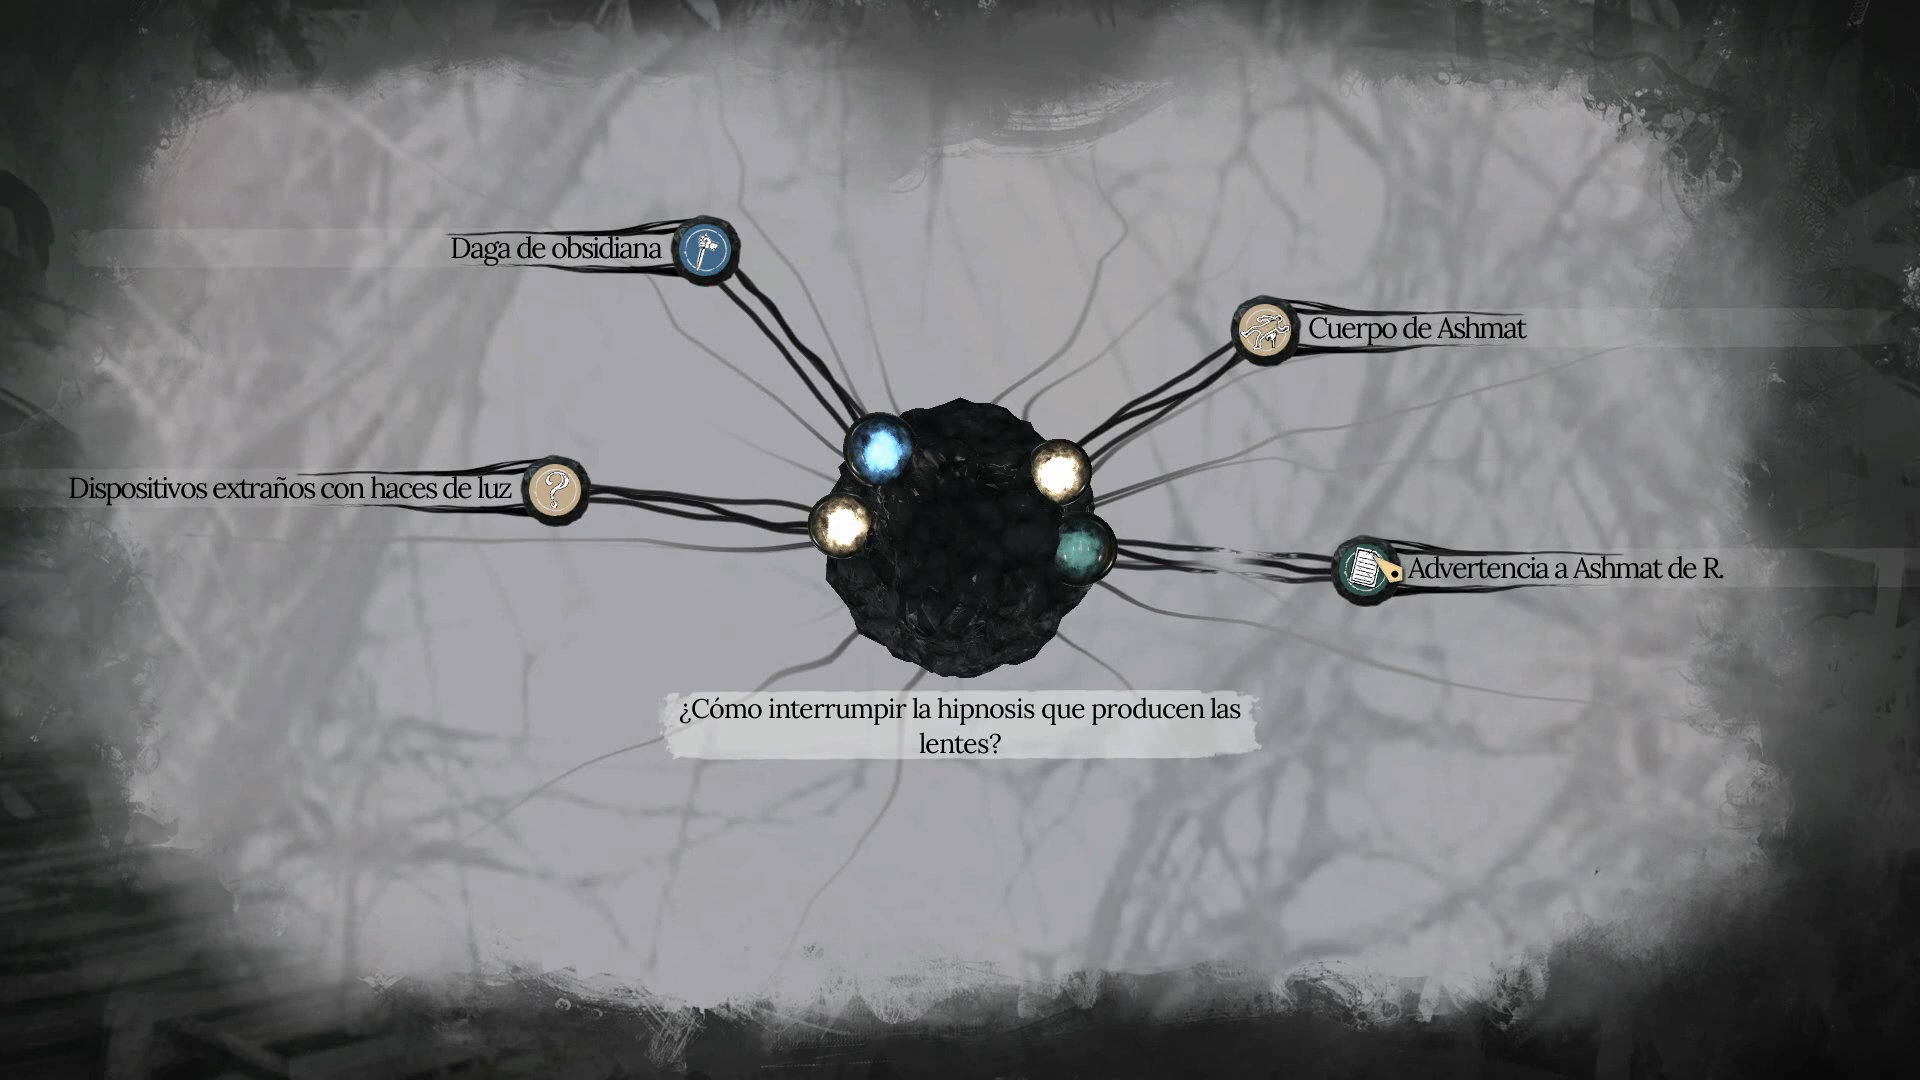 Daga de obsidiana
Cuerpo de Ashmat
Dispositivos extraños con haces de luz
Advertencia a Ashmat de R.
¿Cómo interrumpir la hipnosis que producen las
lentes?